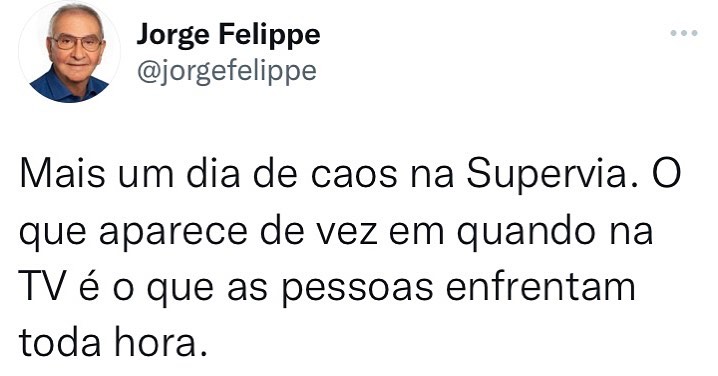 Jorge Felippe
@jorgefelippe
Mais um dia de caos na Supervia. O
que aparece de vez em quando na
TV é o que as pessoas enfrentam
toda hora.